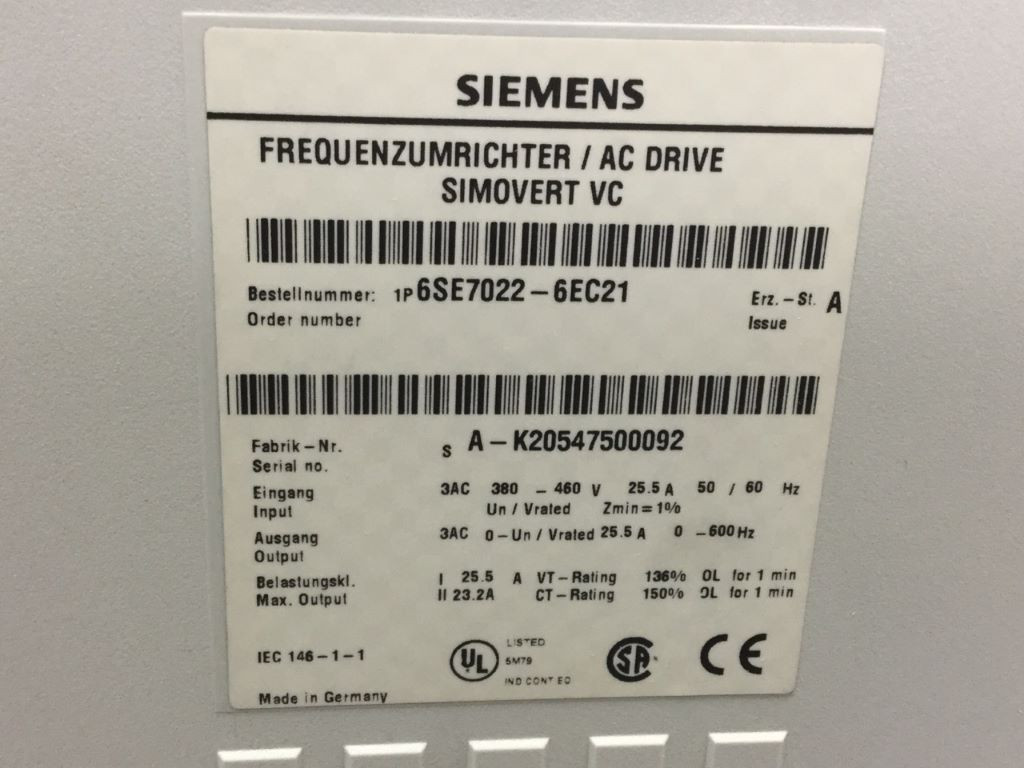 SIEMENS
FREQUENZUMRICHTER / AC DRIVE
SIMOVERT VC
Bestellnummer: 1P 6SE7022-6EC21 Erz.-St. A
Order number Issue
Fabrik-Nr. S A-K20547500092
Serial no.
Eingang 3AC 380 - 460 V 25.5 A 50 / 60 Hz
Input Un / Vrated Zmin=1%
Ausgang 3AC 0-Un / Vrated 25.5 A 0 -600Hz
Output
Belastungskl. I 25.5 A VT-Rating 136% OL for 1 min
Max. Output II 23.2A CT-Rating 150% OL for 1 min
IEC 146-1-1 UL LISTED 5M79 IND CONT EQ SA CE
Made in Germany